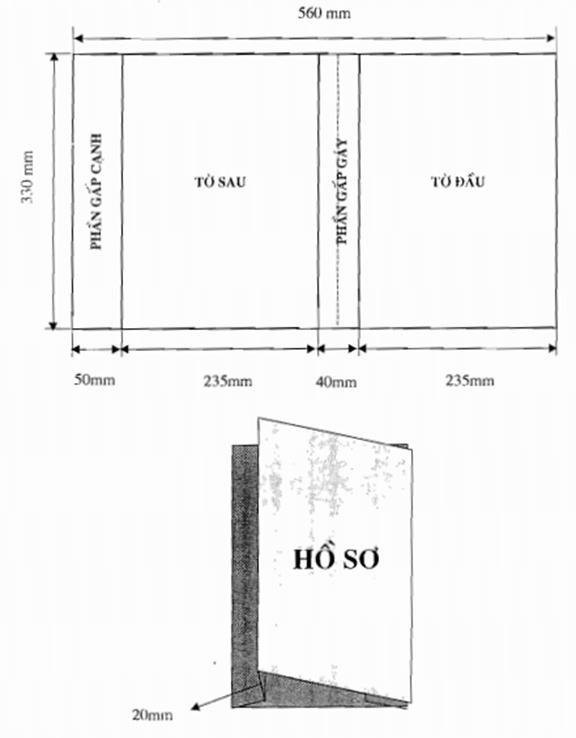 560 mm
330 mm
PHẦN GẤP CẠNH
TỜ SAU
PHẦN GẤP GÁY
TỜ ĐẦU
50mm
235mm
40mm
235mm
HỒ SƠ
20mm